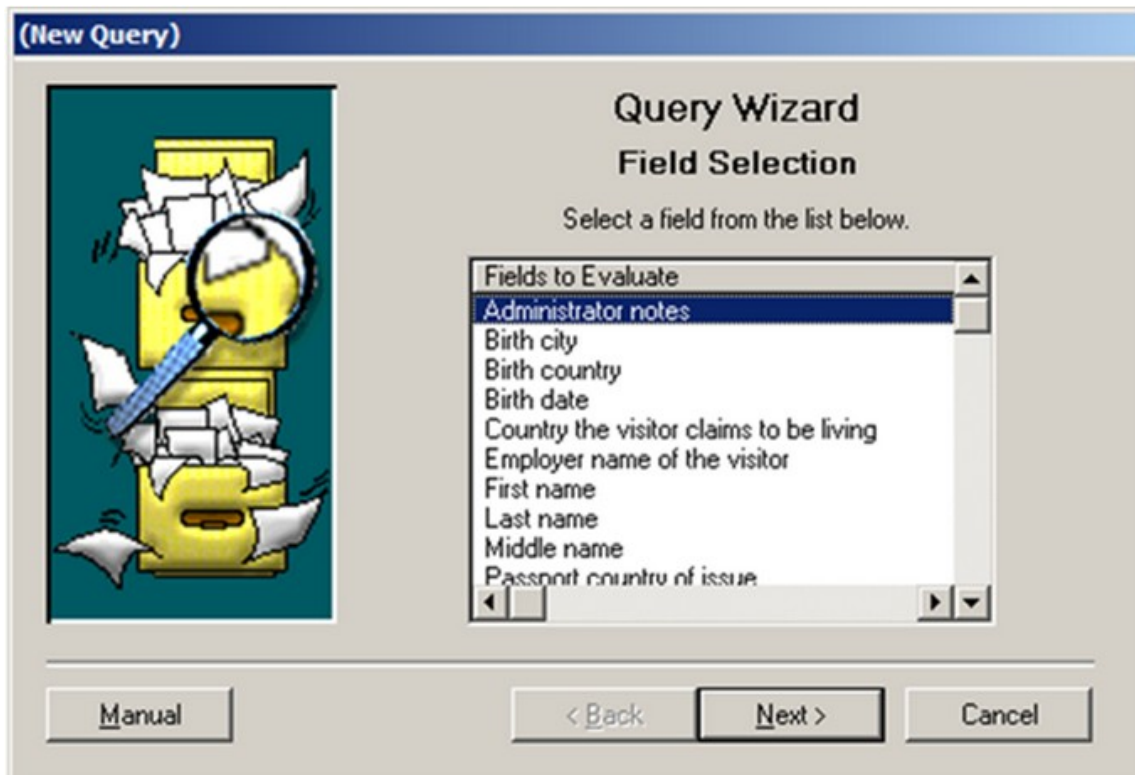 (New Query)
Query Wizard
Field Selection
Select a field from the list below.
Fields to Evaluate
Administrator notes
Birth city
Birth country
Birth date
Country the visitor claims to be living
Employer name of the visitor
First name
Last name
Middle name
Passport country of issue
Manual
< Back
Next >
Cancel